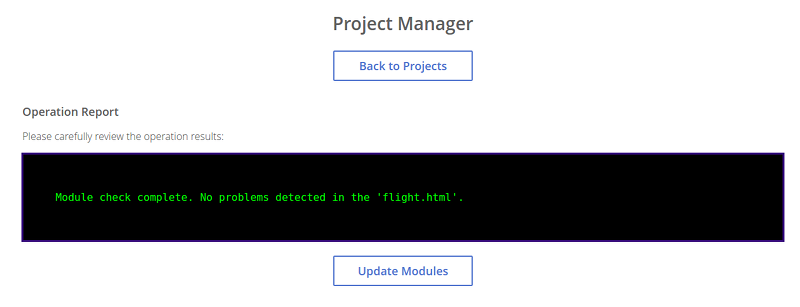 Project Manager
Back to Projects
Operation Report
Please carefully review the operation results:
Module check complete. No problems detected in the 'flight.html'.
Update Modules